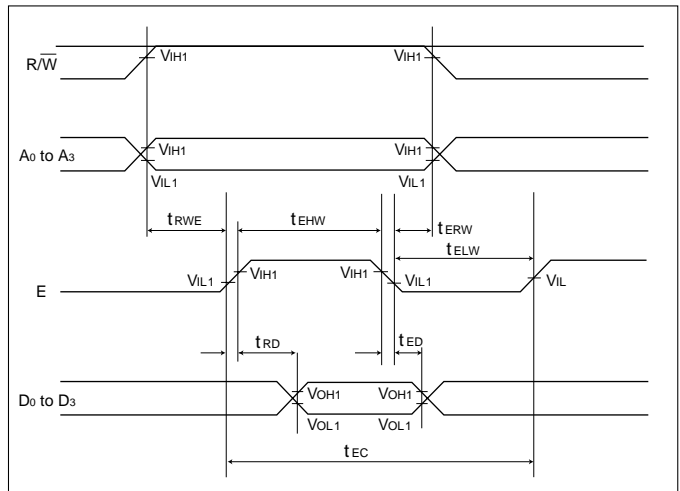 R/W̅
VIH1 VIH1
A0 to A3
VIH1 VIH1
VIL1 VIL1
tRWE tEHW tERW
tELW
E
VIL1 VIH1 VIH1 VIL1 VIL
tRD tED
D0 to D3
VOH1 VOH1
VOL1 VOL1
tEC